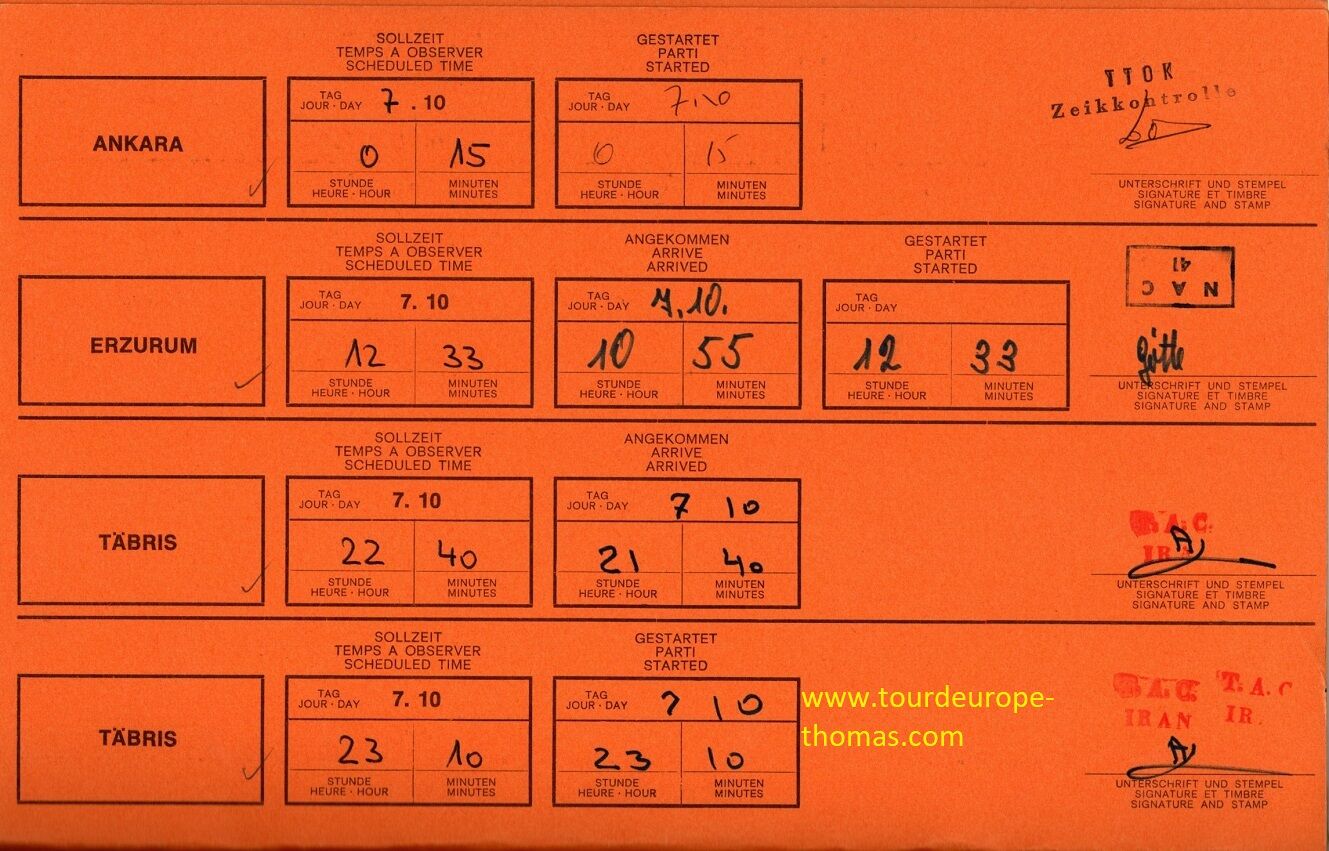 SOLLZEIT
TEMPS A OBSERVER
SCHEDULED TIME
GESTARTET
PARTI
STARTED
ANKARA
TAG
JOUR · DAY 7 . 10
0 15
STUNDE
HEURE · HOUR
MINUTEN
MINUTES
TAG
JOUR · DAY 7.10
0 15
STUNDE
HEURE · HOUR
MINUTEN
MINUTES
TTOK
Zeikkontrolle
UNTERSCHRIFT UND STEMPEL
SIGNATURE ET TIMBRE
SIGNATURE AND STAMP
SOLLZEIT
TEMPS A OBSERVER
SCHEDULED TIME
ANGEKOMMEN
ARRIVE
ARRIVED
GESTARTET
PARTI
STARTED
ERZURUM
TAG
JOUR · DAY 7. 10
12 33
STUNDE
HEURE · HOUR
MINUTEN
MINUTES
TAG
JOUR · DAY 7.10.
10 55
STUNDE
HEURE · HOUR
MINUTEN
MINUTES
TAG
JOUR · DAY
12 33
STUNDE
HEURE · HOUR
MINUTEN
MINUTES
NAC
41
UNTERSCHRIFT UND STEMPEL
SIGNATURE ET TIMBRE
SIGNATURE AND STAMP
SOLLZEIT
TEMPS A OBSERVER
SCHEDULED TIME
ANGEKOMMEN
ARRIVE
ARRIVED
TÄBRIS
TAG
JOUR · DAY 7. 10
22 40
STUNDE
HEURE · HOUR
MINUTEN
MINUTES
TAG
JOUR · DAY 7 10
21 40
STUNDE
HEURE · HOUR
MINUTEN
MINUTES
A.C.
IRAN
UNTERSCHRIFT UND STEMPEL
SIGNATURE ET TIMBRE
SIGNATURE AND STAMP
SOLLZEIT
TEMPS A OBSERVER
SCHEDULED TIME
GESTARTET
PARTI
STARTED
TÄBRIS
TAG
JOUR · DAY 7. 10
23 10
STUNDE
HEURE · HOUR
MINUTEN
MINUTES
TAG
JOUR · DAY 7 10
23 10
STUNDE
HEURE · HOUR
MINUTEN
MINUTES
www.tourdeurope-
thomas.com
A.C. T.A.C
IRAN IR.
UNTERSCHRIFT UND STEMPEL
SIGNATURE ET TIMBRE
SIGNATURE AND STAMP